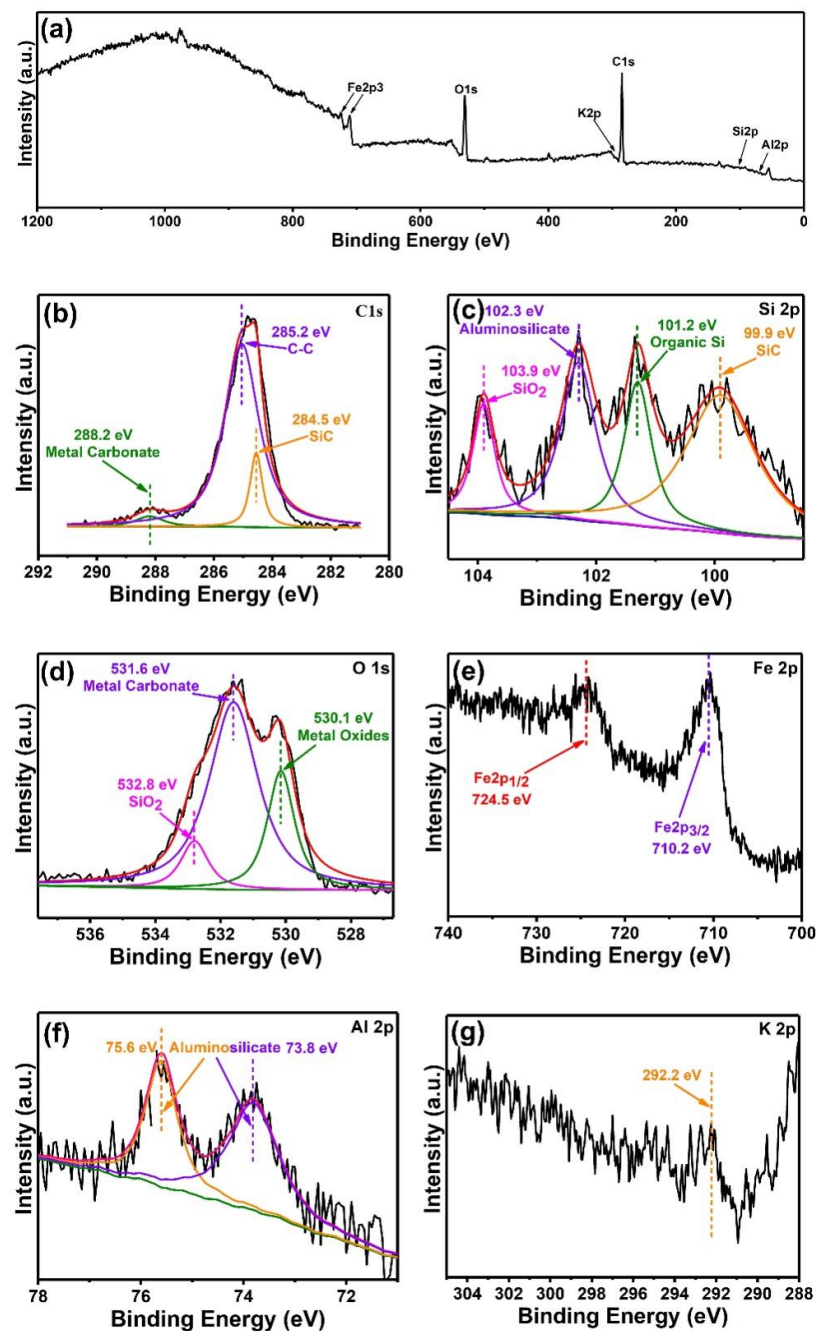 (a)
Intensity (a.u.)
Fe2p3
O1s
K2p
C1s
Si2p
Al2p
1200 1000 800 600 400 200 0
Binding Energy (eV)
(b)
C1s
Intensity (a.u.)
285.2 eV
C-C
284.5 eV
SiC
288.2 eV
Metal Carbonate
292 290 288 286 284 282 280
Binding Energy (eV)
(c)
Si 2p
Intensity (a.u.)
102.3 eV
Aluminosilicate
103.9 eV
SiO2
101.2 eV
Organic Si
99.9 eV
SiC
104 102 100
Binding Energy (eV)
(d)
O 1s
Intensity (a.u.)
531.6 eV
Metal Carbonate
530.1 eV
Metal Oxides
532.8 eV
SiO2
536 534 532 530 528
Binding Energy (eV)
(e)
Fe 2p
Intensity (a.u.)
Fe2p1/2
724.5 eV
Fe2p3/2
710.2 eV
740 730 720 710 700
Binding Energy (eV)
(f)
Al 2p
Intensity (a.u.)
75.6 eV Aluminosilicate 73.8 eV
78 76 74 72
Binding Energy (eV)
(g)
K 2p
Intensity (a.u.)
292.2 eV
304 302 300 298 296 294 292 290 288
Binding Energy (eV)